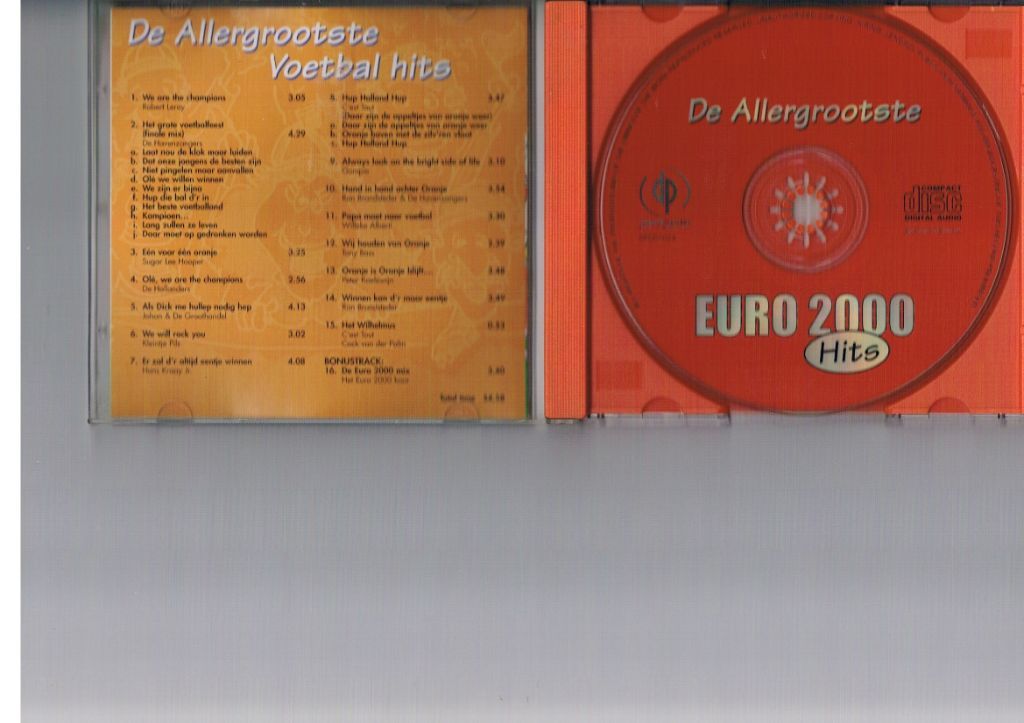 De Allergrootste
Voetbal hits
1. We are the champions 3.05
Robert Leroy
2. Het grote voetbalfeest
(finale mix) 4.29
De Havenzangers
a. Laat nou de klok maar luiden
b. Dat onze jongens de besten zijn
c. Niet pingelen maar aanvallen
d. Olé we willen winnen
e. We zijn er bijna
f. Hup die bal d'r in
g. Het beste voetballand
h. Kampioen...
i. Lang zullen ze leven
j. Daar moet op gedronken worden
3. Eén voor één oranje 3.25
Sugar Lee Hooper
4. Olé, we are the champions 2.56
De Hollanders
5. Als Dick me hullep nodig hep 4.13
Johan & De Groothandel
6. We will rock you 3.02
Kleintje Pils
7. Er zal d'r altijd eentje winnen 4.08
Hans Kraay Jr.
8. Hup Holland Hup 3.47
C'est Tout
(Daar zijn de appeltjes van oranje weer)
a. Daar zijn de appeltjes van oranje weer
b. Oranje boven met de zilv'ren vloot
c. Hup Holland Hup
9. Always look on the bright side of life 3.10
10. Hand in hand achter Oranje 3.54
Ron Brandsteder & De Havenzangers
11. Papa moet naar voetbal 3.30
Willeke Alberti
12. Wij houden van Oranje
Tony Bass
13. Oranje is Oranje blijft... 3.48
Peter Koelewijn
14. Winnen kan d'r maar eentje 3.49
Ron Brandsteder
15. Het Wilhelmus
C'est Tout
Cock van der Palm
BONUSTRACK:
16. De Euro 2000 mix
Het Euro 2000 koor
Total time
De Allergrootste
COMPACT
disc
DIGITAL AUDIO
EURO 2000
Hits